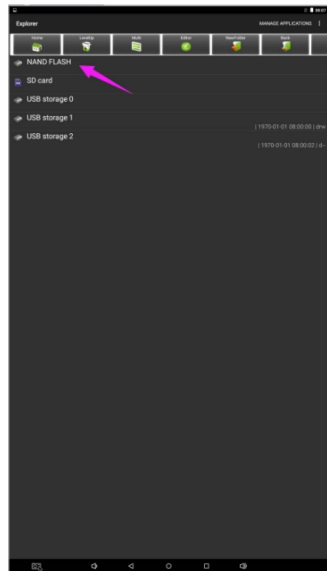 Explorer
MANAGE APPLICATIONS
Home
Multi
Editor
NewFolder
Back
NAND FLASH
SD card
USB storage 0
USB storage 1
| 1970-01-01 08:00:00 | drw
USB storage 2
| 1970-01-01 08:00:02 | d-